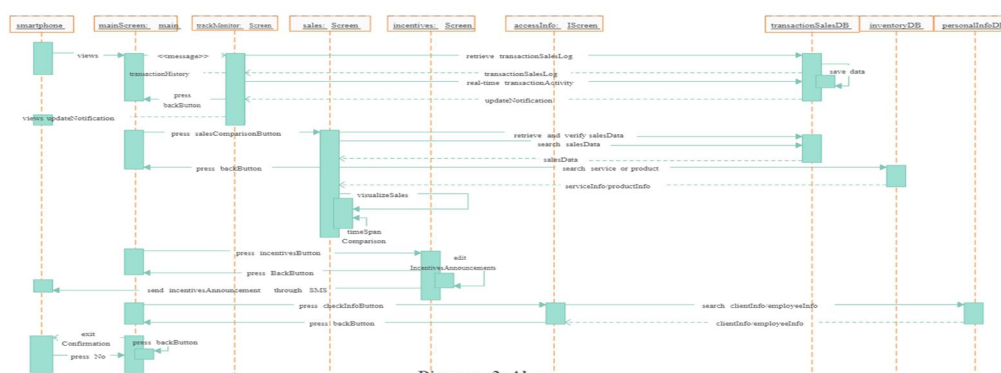 smartphone
mainScreen: main
trackMonitor: Screen
sales: Screen
incentives: Screen
accessInfo: IScreen
transactionSalesDB
inventoryDB
personalInfoD
views
<<message>>
retrieve transactionSalesLog
transactionHistory
transactionSalesLog
save data
real-time transactionActivity
press
backButton
updateNotification
views updateNotification
press salesComparisonButton
retrieve and verify salesData
search salesData
salesData
press backButton
search service or product
serviceInfo/productInfo
visualizeSales
timeSpan
Comparison
press incentivesButton
edit
IncentivesAnnouncements
press BackButton
send incentivesAnnouncement through SMS
press checkInfoButton
search clientInfo/employeeInfo
press backButton
clientInfo/employeeInfo
exit
Confirmation
press backButton
press No